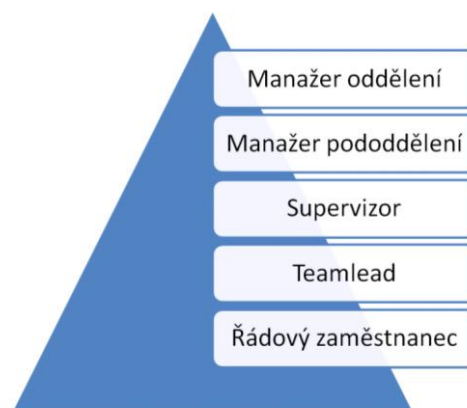 Manažer oddělení
Manažer pododdělení
Supervizor
Teamlead
Řádový zaměstnanec